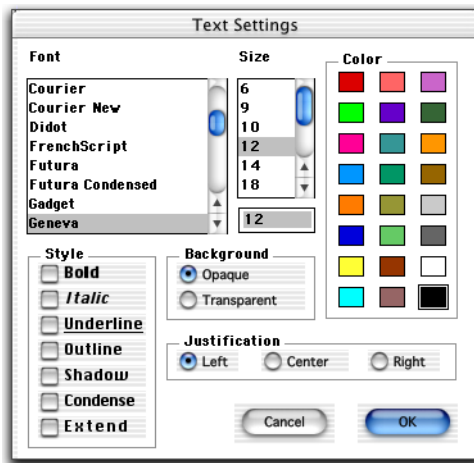 Text Settings
Font
Size
Color
Courier
Courier New
Didot
FrenchScript
Futura
Futura Condensed
Gadget
Geneva
6
9
10
12
14
18
12
Style
Bold
Italic
Underline
Outline
Shadow
Condense
Extend
Background
Opaque
Transparent
Justification
Left Center Right
Cancel OK